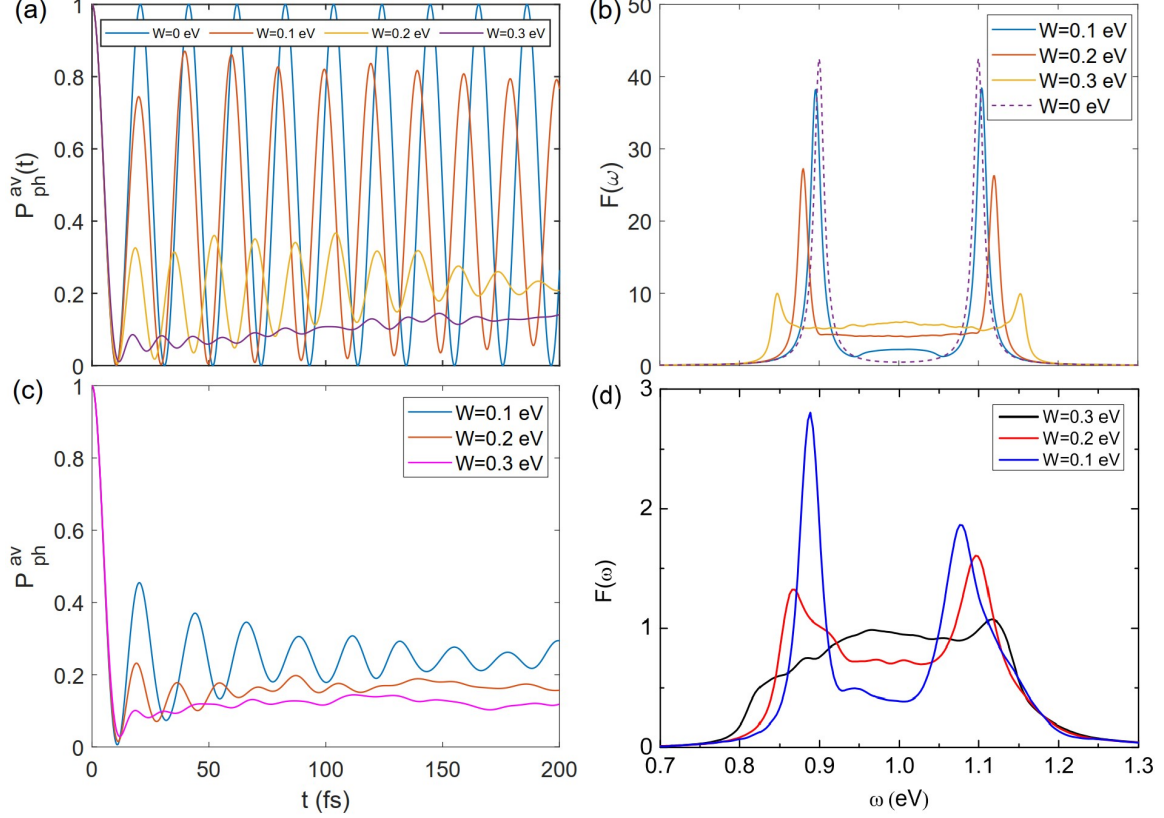 (a)
W=0 eV W=0.1 eV W=0.2 eV W=0.3 eV
1
0.8
0.6
0.4
0.2
0
P_ph^av(t)
(b)
50
40
30
20
10
0
F(ω)
W=0.1 eV
W=0.2 eV
W=0.3 eV
W=0 eV
(c)
1
0.8
0.6
0.4
0.2
0
P_ph^av
W=0.1 eV
W=0.2 eV
W=0.3 eV
0 50 100 150 200
t (fs)
(d)
3
2
1
0
F(ω)
W=0.3 eV
W=0.2 eV
W=0.1 eV
0.7 0.8 0.9 1.0 1.1 1.2 1.3
ω (eV)